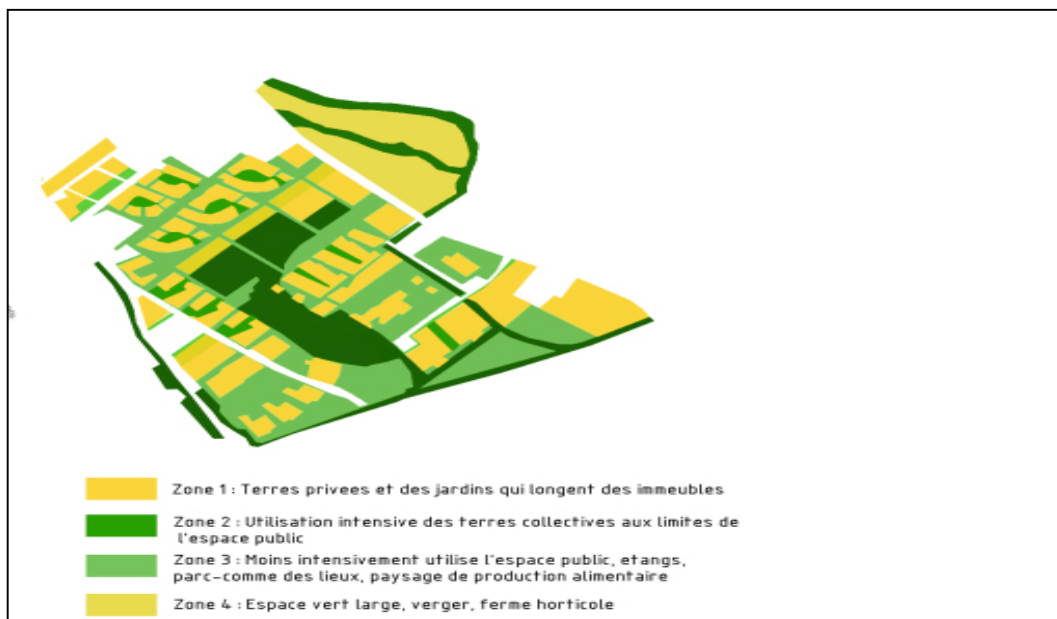 Zone 1 : Terres privees et des jardins qui longent des immeubles
Zone 2 : Utilisation intensive des terres collectives aux limites de
l'espace public
Zone 3 : Moins intensivement utilise l'espace public, etangs,
parc-comme des lieux, paysage de production alimentaire
Zone 4 : Espace vert large, verger, ferme horticole